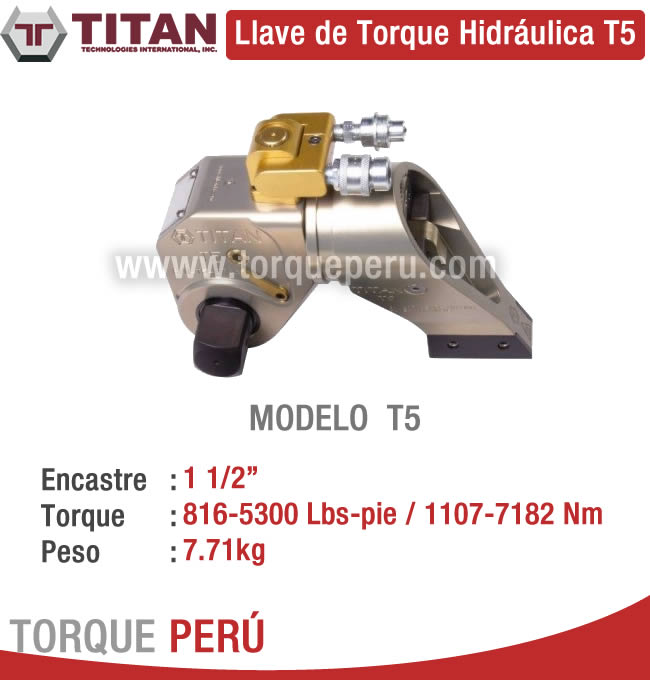 TITAN
TECHNOLOGIES INTERNATIONAL, INC.
Llave de Torque Hidráulica T5
TITAN
www.torqueperu.com
TITAN
MODELO T5
Encastre : 1 1/2”
Torque : 816-5300 Lbs-pie / 1107-7182 Nm
Peso : 7.71kg
TORQUE PERÚ